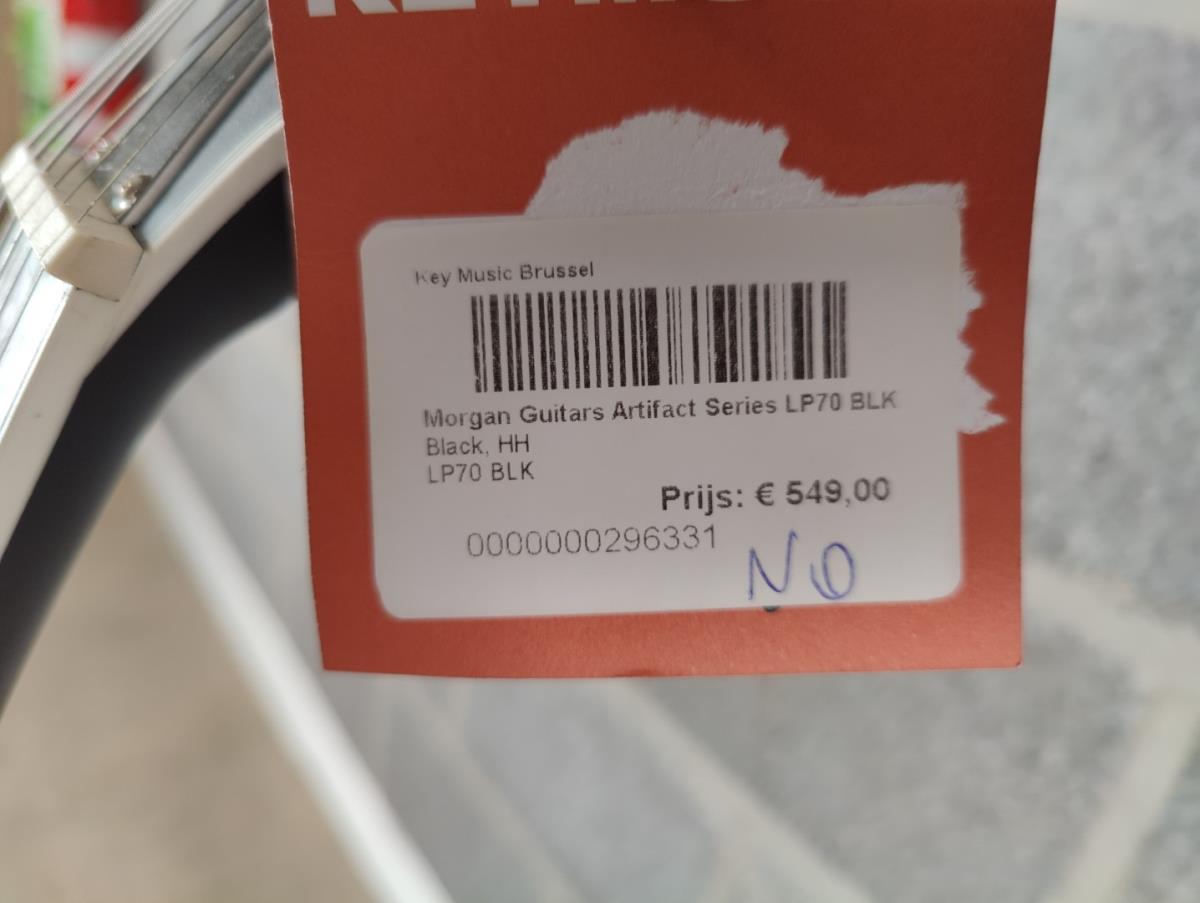 Key Music Brussel
Morgan Guitars Artifact Series LP70 BLK
Black, HH
LP70 BLK
Prijs: € 549,00
0000000296331
NO